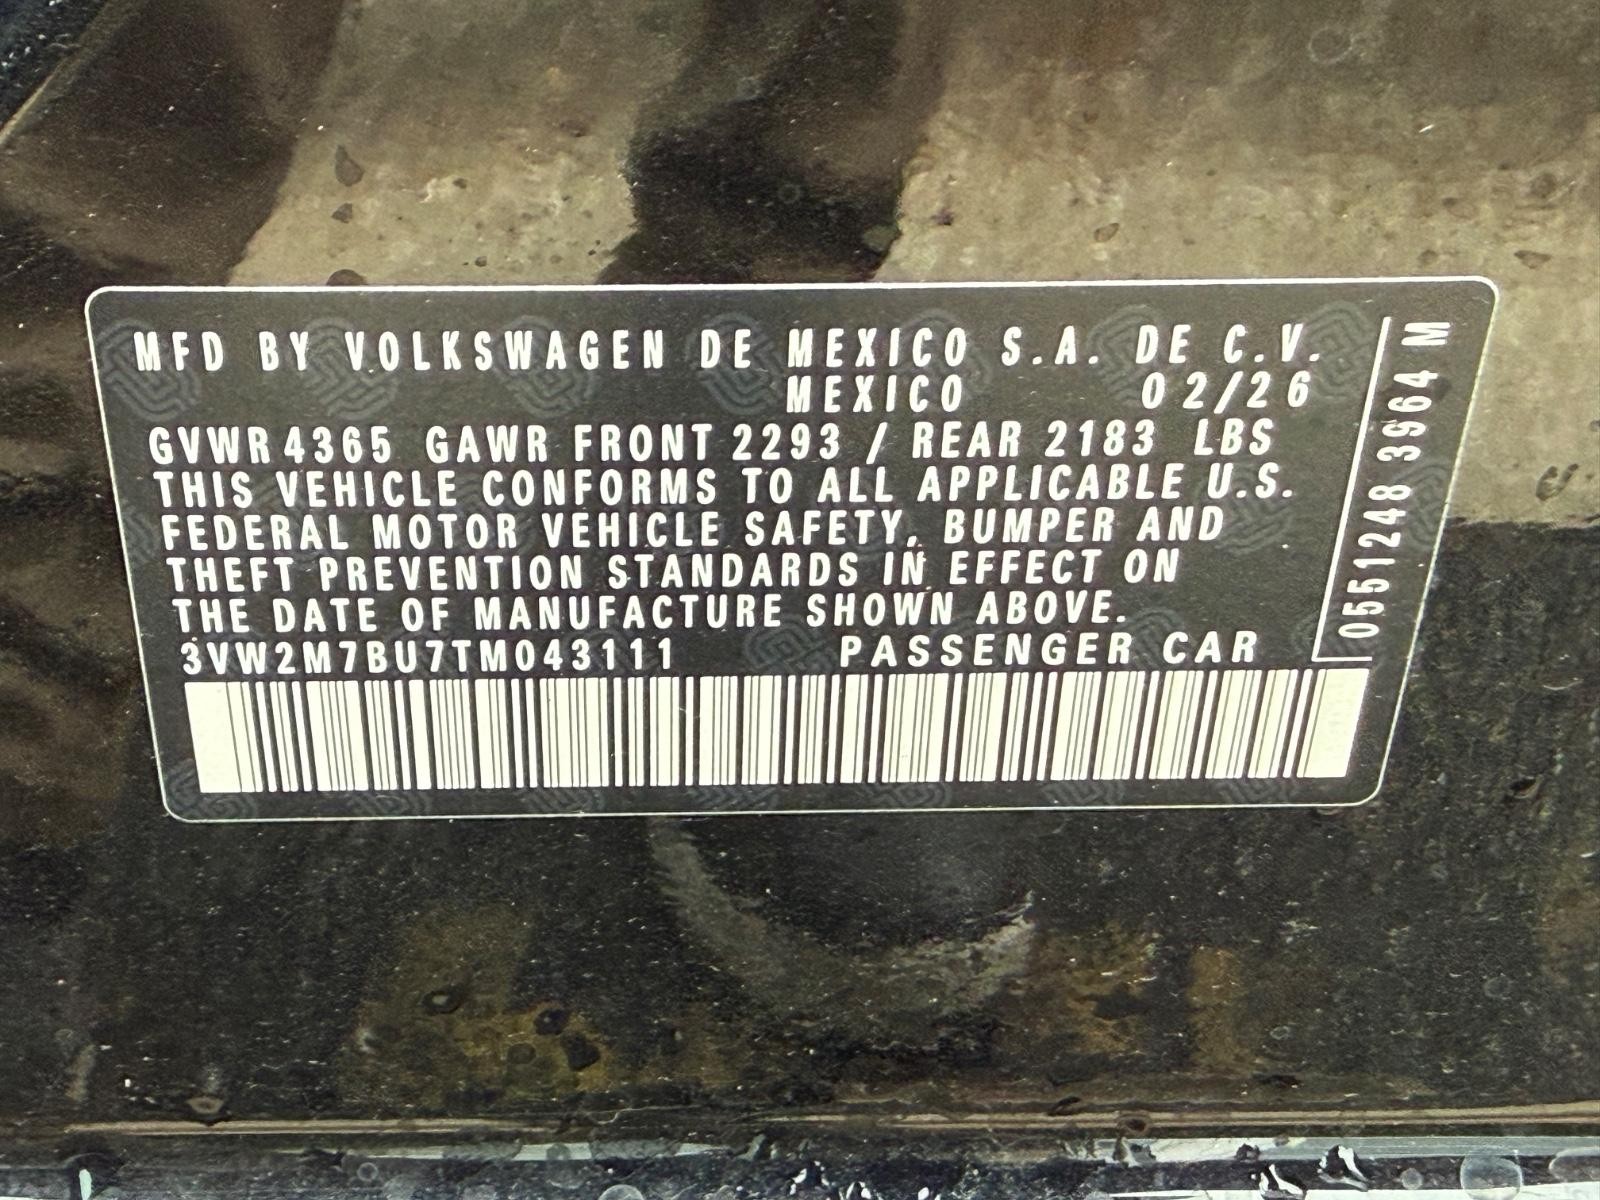 MFD BY VOLKSWAGEN DE MEXICO S.A. DE C.V.
MEXICO 02/26
GVWR 4365 GAWR FRONT 2293 / REAR 2183 LBS
THIS VEHICLE CONFORMS TO ALL APPLICABLE U.S.
FEDERAL MOTOR VEHICLE SAFETY, BUMPER AND
THEFT PREVENTION STANDARDS IN EFFECT ON
THE DATE OF MANUFACTURE SHOWN ABOVE.
3VW2M7BU7TM043111 PASSENGER CAR
0551248 3964 M